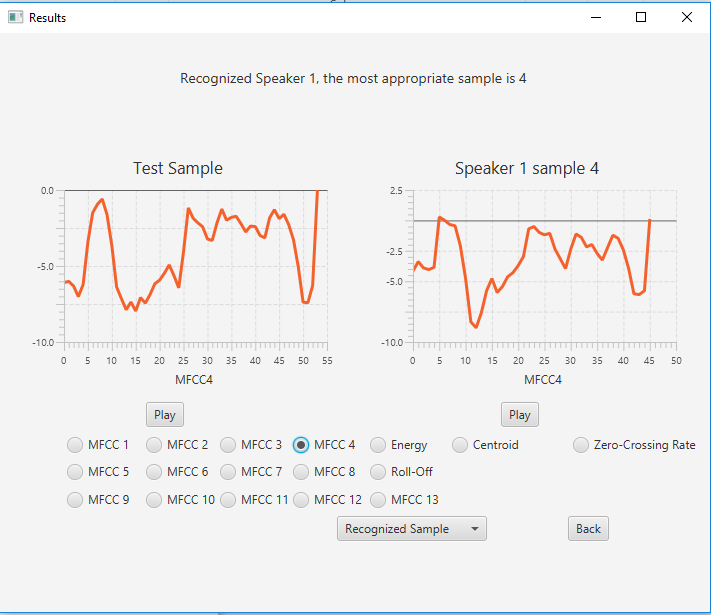 Results
Recognized Speaker 1, the most appropriate sample is 4
Test Sample
0.0
-5.0
-10.0
0 5 10 15 20 25 30 35 40 45 50 55
MFCC4
Speaker 1 sample 4
2.5
-2.5
-5.0
-10.0
0 5 10 15 20 25 30 35 40 45 50
MFCC4
Play Play
MFCC 1 MFCC 2 MFCC 3 MFCC 4 Energy Centroid Zero-Crossing Rate
MFCC 5 MFCC 6 MFCC 7 MFCC 8 Roll-Off
MFCC 9 MFCC 10 MFCC 11 MFCC 12 MFCC 13
Recognized Sample Back